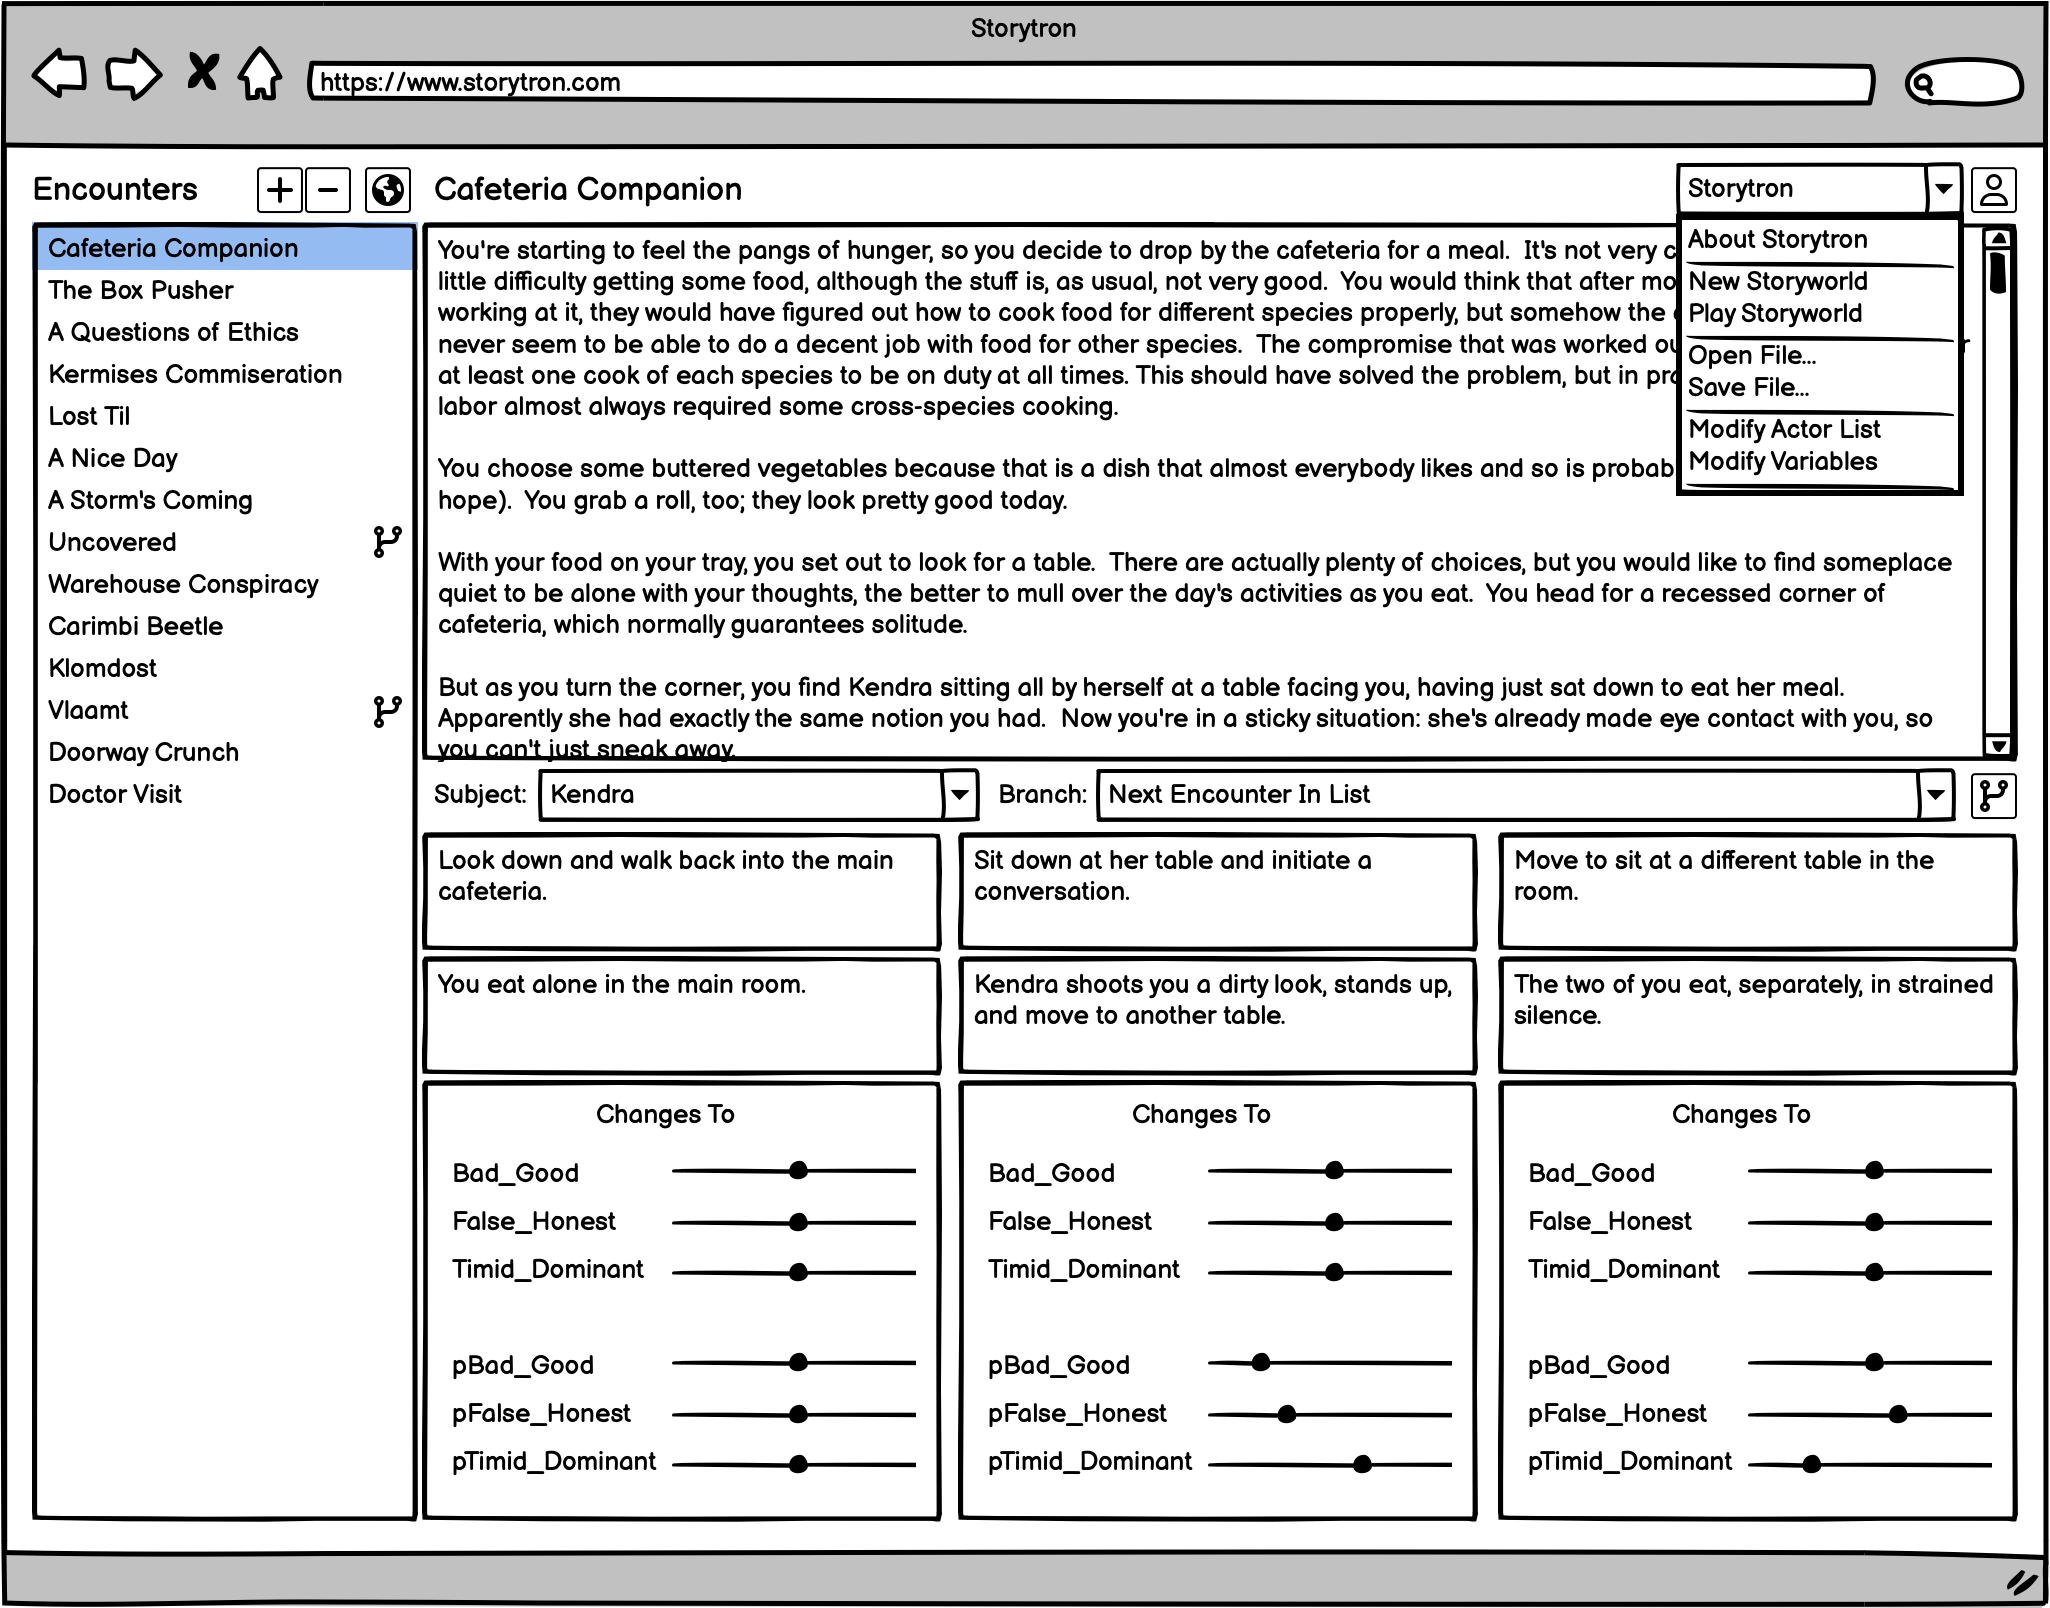 Storytron
https://www.storytron.com
Encounters
Cafeteria Companion
The Box Pusher
A Questions of Ethics
Kermises Commiseration
Lost Til
A Nice Day
A Storm's Coming
Uncovered
Warehouse Conspiracy
Carimbi Beetle
Klomdost
Vlaamt
Doorway Crunch
Doctor Visit
Cafeteria Companion
Storytron
About Storytron
New Storyworld
Play Storyworld
Open File...
Save File...
Modify Actor List
Modify Variables
You're starting to feel the pangs of hunger, so you decide to drop by the cafeteria for a meal.  It's not very
little difficulty getting some food, although the stuff is, as usual, not very good.  You would think that after
working at it, they would have figured out how to cook food for different species properly, but somehow the
never seem to be able to do a decent job with food for other species.  The compromise that was worked
at least one cook of each species to be on duty at all times. This should have solved the problem, but in
labor almost always required some cross-species cooking.
You choose some buttered vegetables because that is a dish that almost everybody likes and so is
hope).  You grab a roll, too; they look pretty good today.
With your food on your tray, you set out to look for a table.  There are actually plenty of choices, but you would like to find someplace
quiet to be alone with your thoughts, the better to mull over the day's activities as you eat.  You head for a recessed corner of
cafeteria, which normally guarantees solitude.
But as you turn the corner, you find Kendra sitting all by herself at a table facing you, having just sat down to eat her meal.
Apparently she had exactly the same notion you had.  Now you're in a sticky situation: she's already made eye contact with you, so
you can't just sneak away.
Subject: Kendra
Branch: Next Encounter In List
Look down and walk back into the main
cafeteria.
You eat alone in the main room.
Changes To
Bad_Good
False_Honest
Timid_Dominant
pBad_Good
pFalse_Honest
pTimid_Dominant
Sit down at her table and initiate a
conversation.
Kendra shoots you a dirty look, stands up,
and move to another table.
Changes To
Bad_Good
False_Honest
Timid_Dominant
pBad_Good
pFalse_Honest
pTimid_Dominant
Move to sit at a different table in the
room.
The two of you eat, separately, in strained
silence.
Changes To
Bad_Good
False_Honest
Timid_Dominant
pBad_Good
pFalse_Honest
pTimid_Dominant